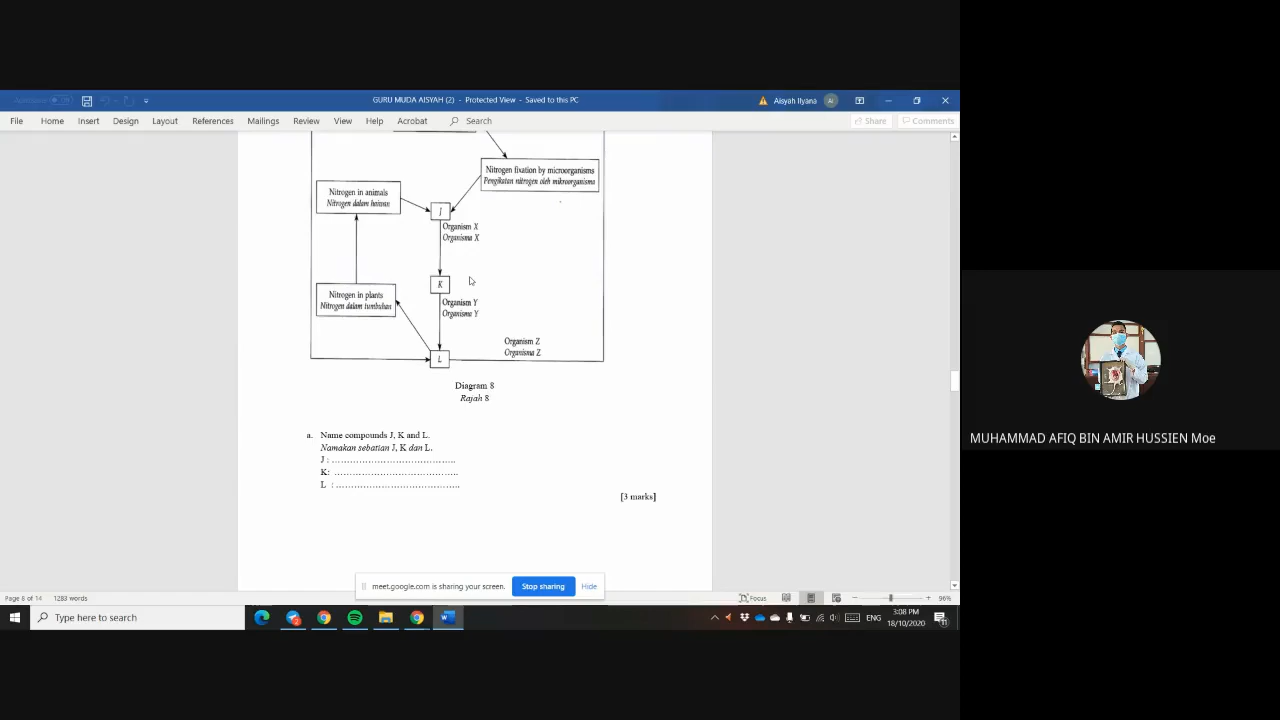 GURU MUDA AISYAH (2) - Protected View - Saved to this PC
Aisyah Ilyana
AI
File Home Insert Design Layout References Mailings Review View Help Acrobat Search
Share Comments
Nitrogen fixation by microorganisms
Pengikatan nitrogen oleh mikroorganisma
Nitrogen in animals
Nitrogen dalam haiwan
J
Organism X
Organisma X
K
Nitrogen in plants
Nitrogen dalam tumbuhan
Organism Y
Organisma Y
Organism Z
Organisma Z
L
Diagram 8
Rajah 8
a. Name compounds J, K and L.
Namakan sebatian J, K dan L.
J : ……………………………………..
K: ……………………………………..
L : ……………………………………..
[3 marks]
meet.google.com is sharing your screen. Stop sharing Hide
Page 8 of 14 1283 words
Focus
96%
Type here to search
ENG
3:08 PM
18/10/2020
MUHAMMAD AFIQ BIN AMIR HUSSIEN Moe